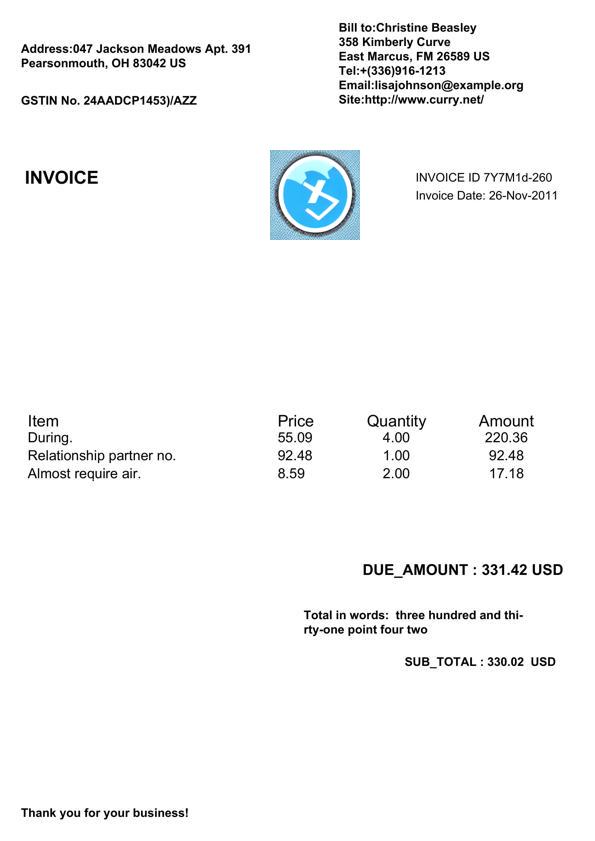 Address:047 Jackson Meadows Apt. 391
Pearsonmouth, OH 83042 US
GSTIN No. 24AADCP1453)/AZZ
Bill to:Christine Beasley
358 Kimberly Curve
East Marcus, FM 26589 US
Tel:+(336)916-1213
Email:lisajohnson@example.org
Site:http://www.curry.net/
INVOICE
INVOICE ID 7Y7M1d-260
Invoice Date: 26-Nov-2011
Item Price Quantity Amount
During. 55.09 4.00 220.36
Relationship partner no. 92.48 1.00 92.48
Almost require air. 8.59 2.00 17.18
DUE_AMOUNT : 331.42 USD
Total in words:  three hundred and thi-
rty-one point four two
SUB_TOTAL : 330.02  USD
Thank you for your business!